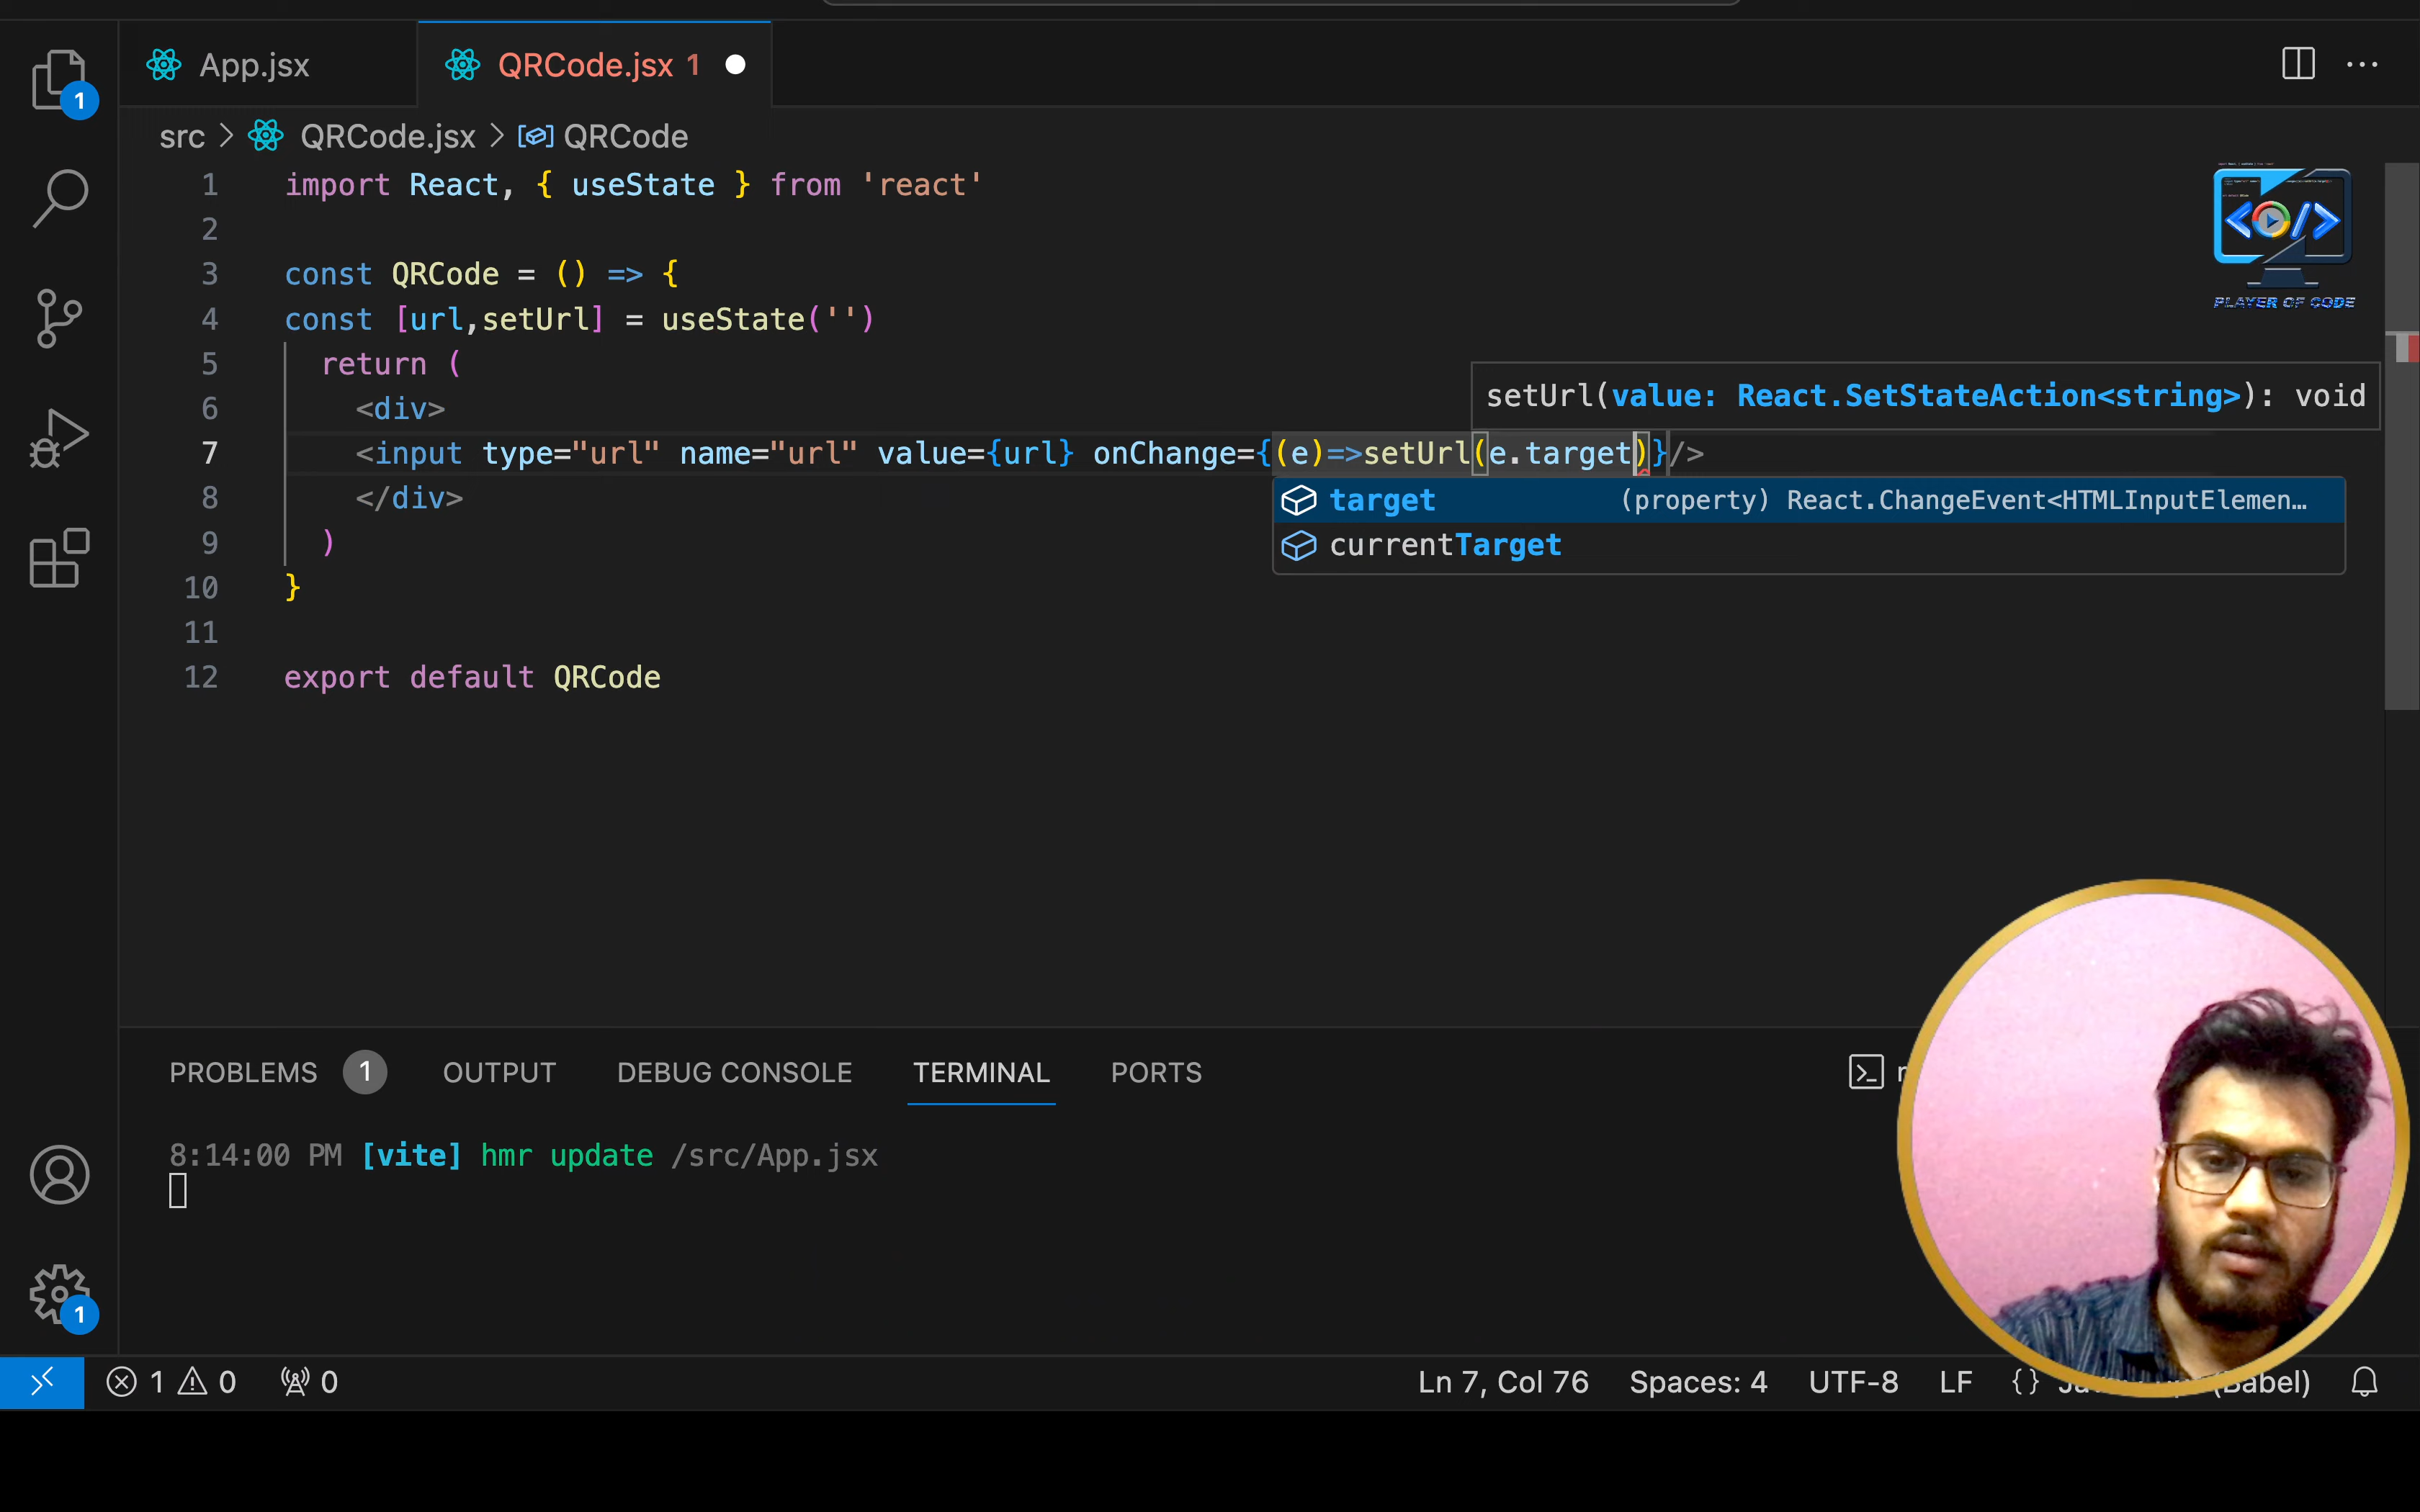 App.jsx
QRCode.jsx 1
1
src > QRCode.jsx > QRCode
1 import React, { useState } from 'react'
2
3 const QRCode = () => {
4 const [url,setUrl] = useState('')
5 return (
6 <div>
setUrl(value: React.SetStateAction<string>): void
7 <input type="url" name="url" value={url} onChange={(e)=>setUrl(e.target)}/>
target (property) React.ChangeEvent<HTMLInputElemen…
8 </div>
currentTarget
9 )
10 }
11
12 export default QRCode
PLAYER OF CODE
PROBLEMS 1 OUTPUT DEBUG CONSOLE TERMINAL PORTS
8:14:00 PM [vite] hmr update /src/App.jsx
1
1 0 0
Ln 7, Col 76 Spaces: 4 UTF-8 LF {} (Babel)